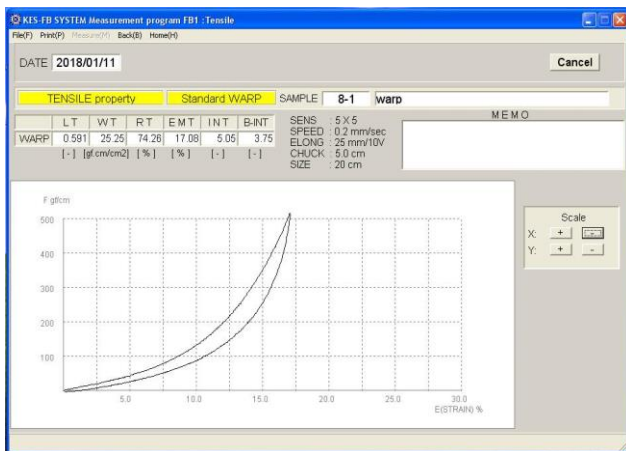 KES-FB SYSTEM Measurement program FB1 : Tensile
File(F) Print(P) Measure(M) Back(B) Home(H)
DATE 2018/01/11 Cancel
TENSILE property Standard WARP SAMPLE 8-1 warp
LT WT RT EMT INT B-INT
WARP 0.591 25.25 74.26 17.08 5.05 3.75
[-] [gf.cm/cm2] [%] [%] [-] [-]
SENS : 5 X 5
SPEED : 0.2 mm/sec
ELONG : 25 mm/10V
CHUCK : 5.0 cm
SIZE : 20 cm
MEMO
F gf/cm
500
400
300
200
100
5.0 10.0 15.0 20.0 25.0 30.0
E(STRAIN) %
Scale
X: + -
Y: + -